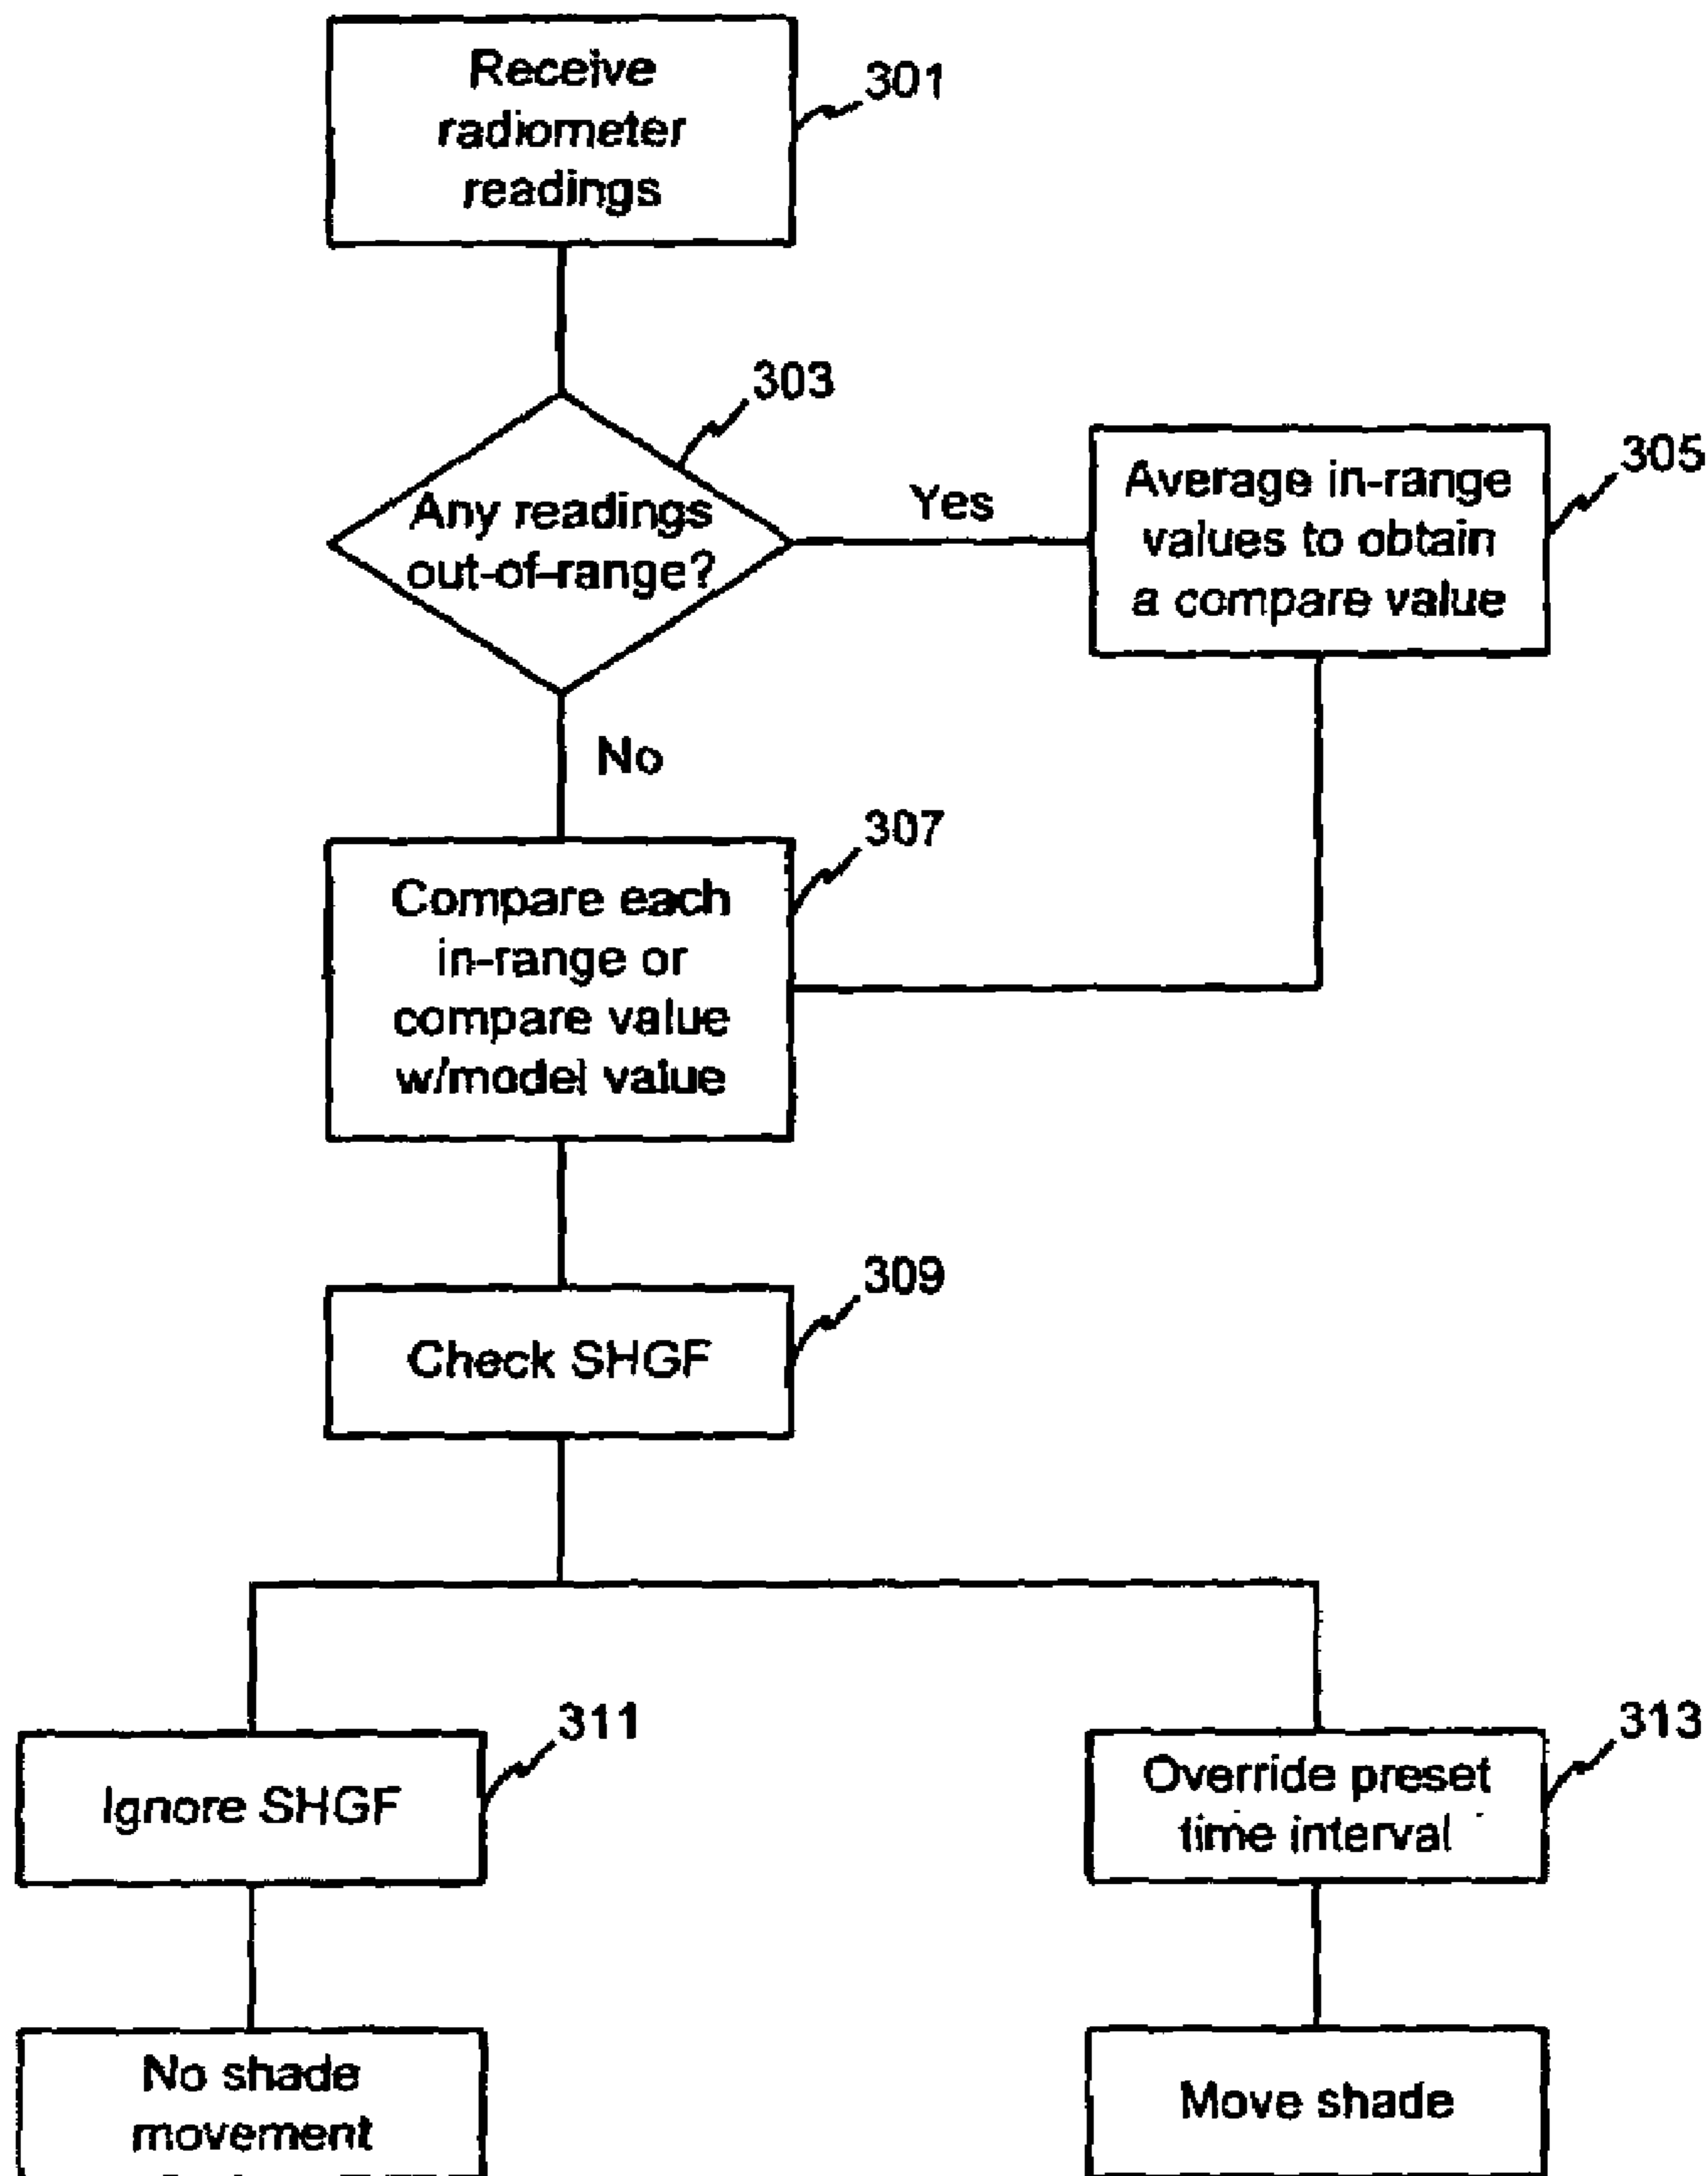 Receive
radiometer
readings
301
303
Any readings
out-of-range?
Yes
Average in-range
values to obtain
a compare value
305
No
307
Compare each
in-range or
compare value
w/model value
309
Check SHGF
311
Ignore SHGF
313
Override preset
time interval
No shade
movement
Move shade